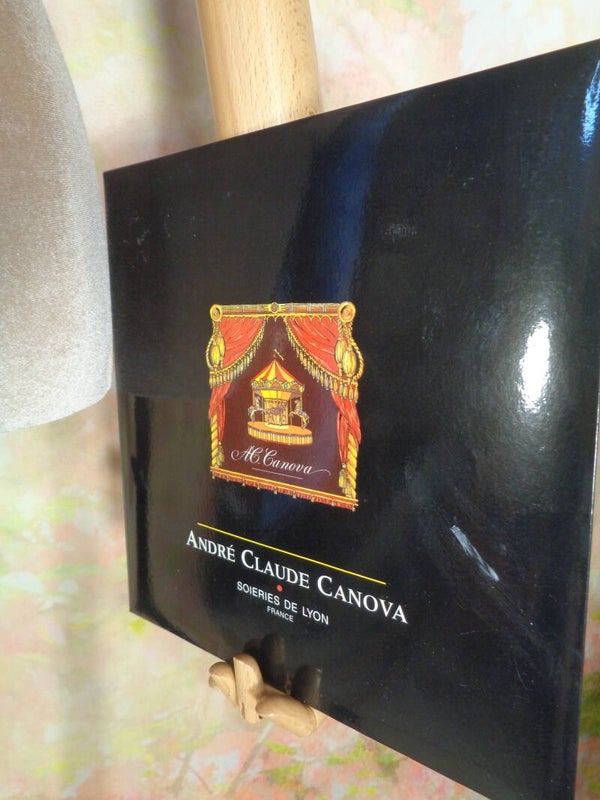 AC Canova
ANDRÉ CLAUDE CANOVA
SOIERIES DE LYON
FRANCE